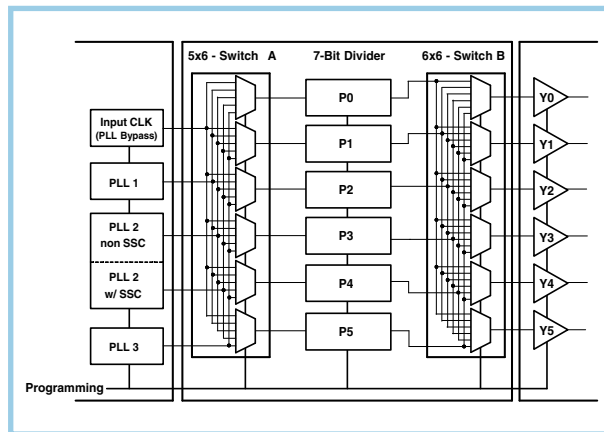 5x6 - Switch A
7-Bit Divider
6x6 - Switch B
Input CLK
(PLL Bypass)
PLL 1
PLL 2
non SSC
PLL 2
w/ SSC
PLL 3
P0
P1
P2
P3
P4
P5
Y0
Y1
Y2
Y3
Y4
Y5
Programming